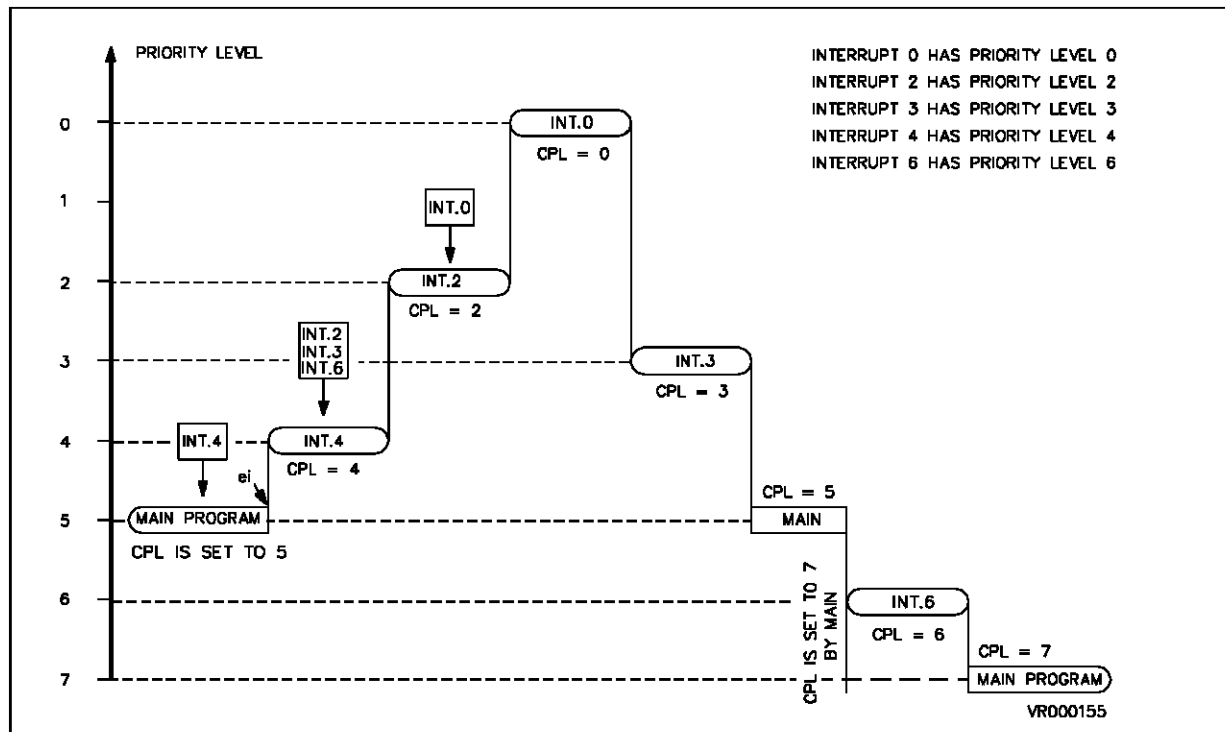 PRIORITY LEVEL
INTERRUPT 0 HAS PRIORITY LEVEL 0
INTERRUPT 2 HAS PRIORITY LEVEL 2
INTERRUPT 3 HAS PRIORITY LEVEL 3
INTERRUPT 4 HAS PRIORITY LEVEL 4
INTERRUPT 6 HAS PRIORITY LEVEL 6
0
INT.0
CPL = 0
1
INT.0
2
INT.2
CPL = 2
INT.2
INT.3
INT.6
3
INT.3
CPL = 3
4
INT.4
INT.4
CPL = 4
ei
CPL = 5
5
MAIN PROGRAM
MAIN
CPL IS SET TO 5
CPL IS SET TO 7
BY MAIN
6
INT.6
CPL = 6
CPL = 7
7
MAIN PROGRAM
VR000155